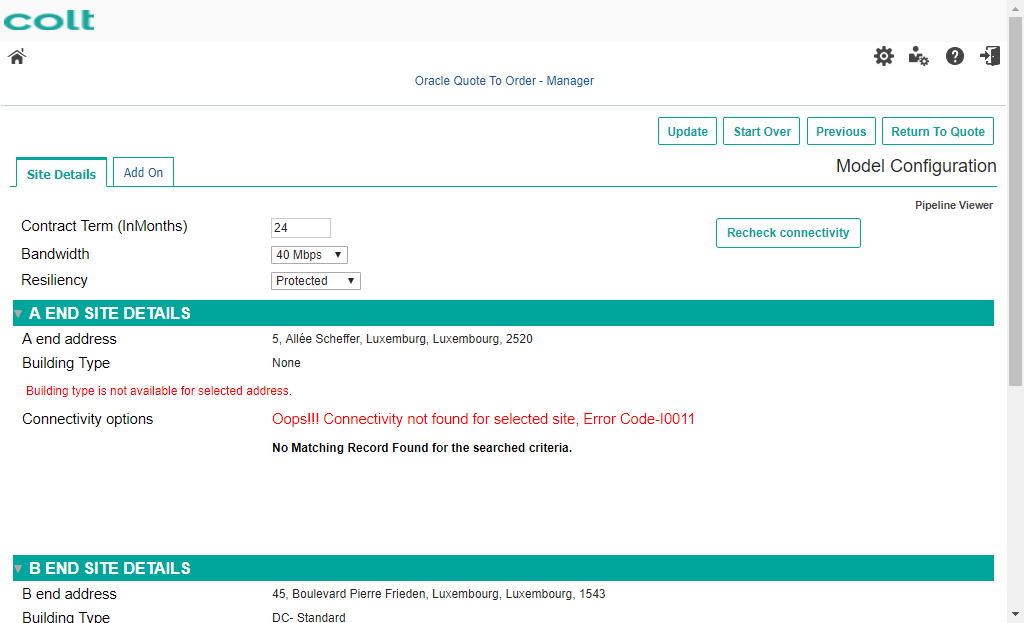 colt
Oracle Quote To Order - Manager
Update Start Over Previous Return To Quote
Site Details Add On Model Configuration
Pipeline Viewer
Contract Term (InMonths) 24 Recheck connectivity
Bandwidth 40 Mbps
Resiliency Protected
A END SITE DETAILS
A end address 5, Allée Scheffer, Luxemburg, Luxembourg, 2520
Building Type None
Building type is not available for selected address.
Connectivity options Oops!!! Connectivity not found for selected site, Error Code-I0011
No Matching Record Found for the searched criteria.
B END SITE DETAILS
B end address 45, Boulevard Pierre Frieden, Luxembourg, Luxembourg, 1543
Building Type DC- Standard